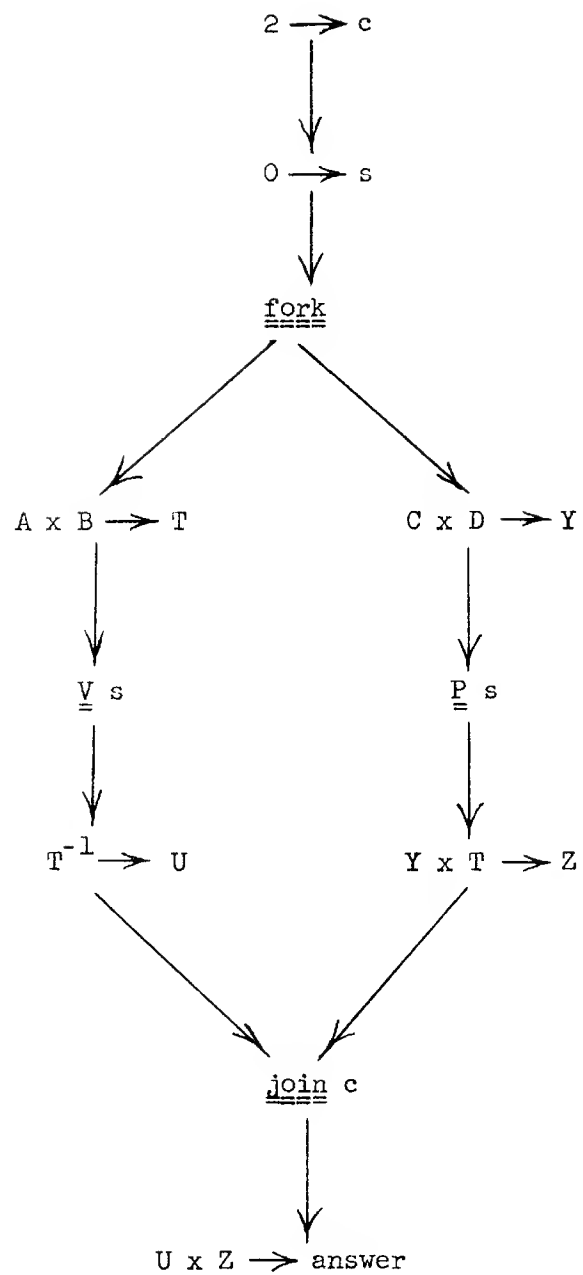 2 → c
0 → s
fork
A x B → T
C x D → Y
V s
P s
T⁻¹ → U
Y x T → Z
join c
U x Z → answer